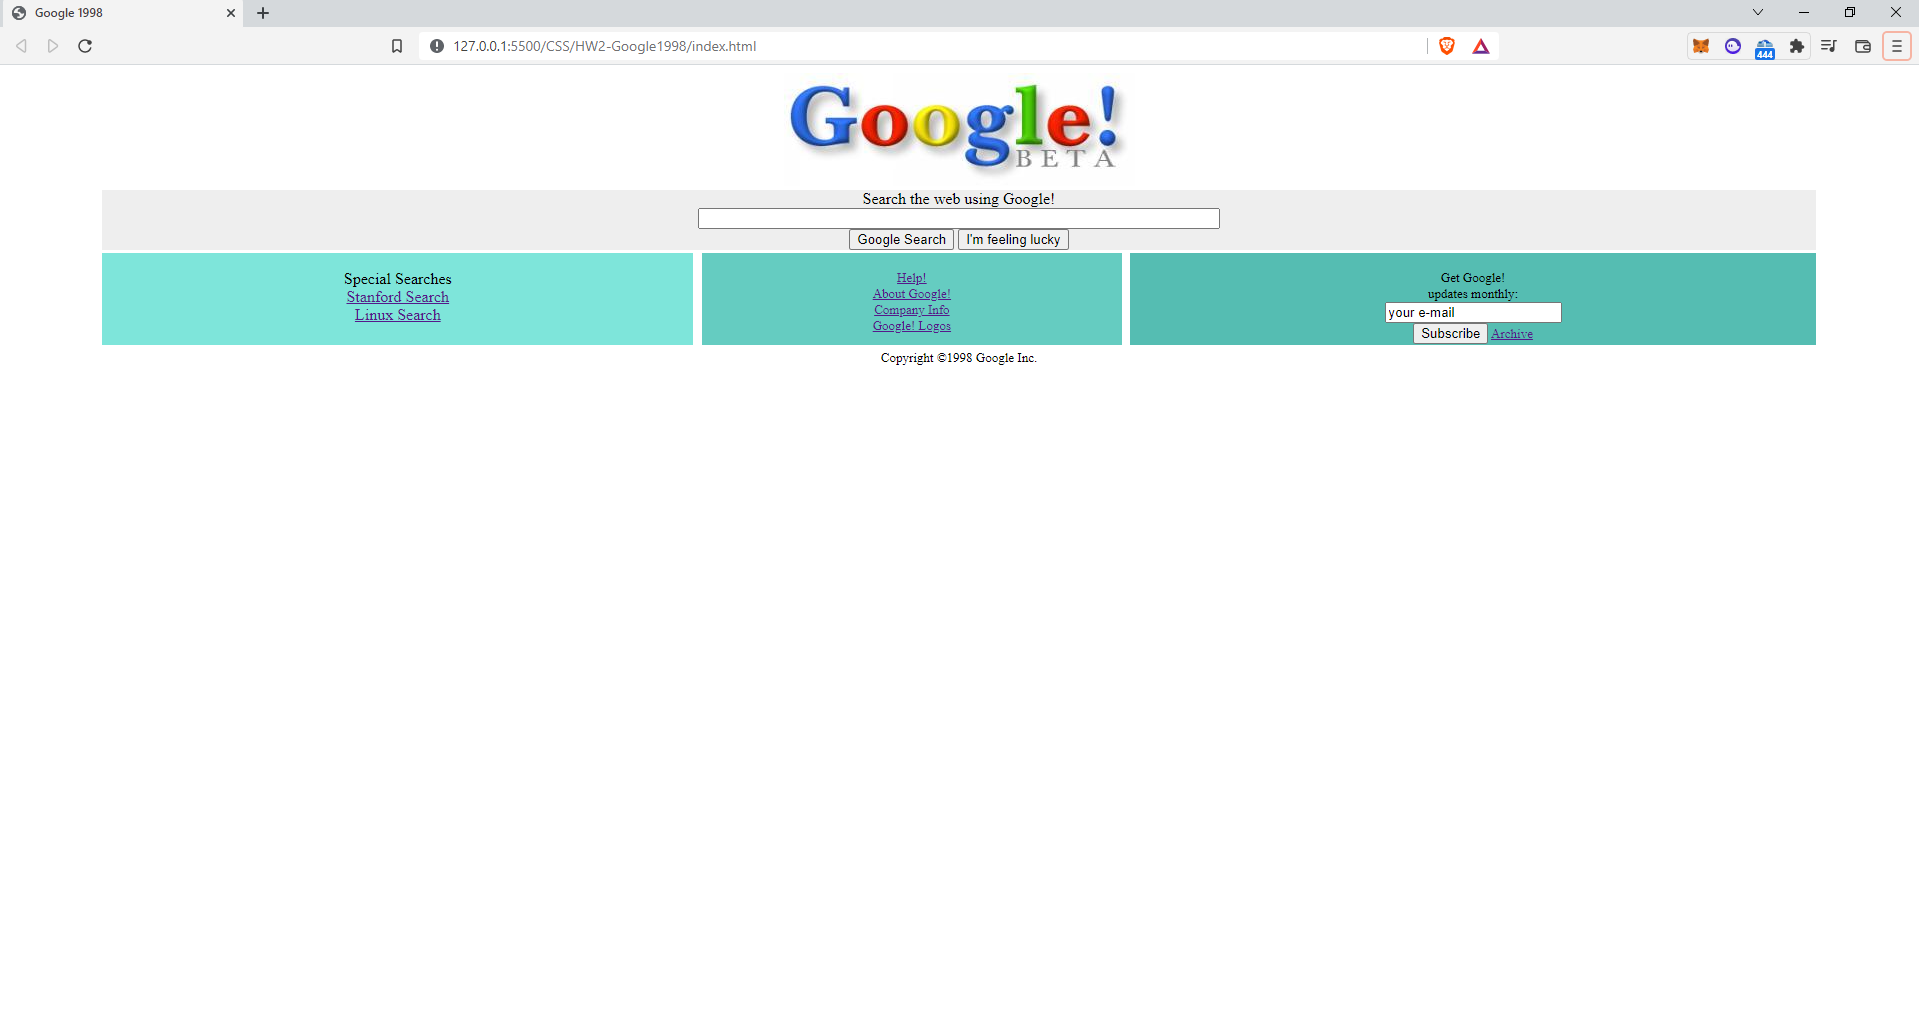 Google 1998
127.0.0.1:5500/CSS/HW2-Google1998/index.html
444
Google!
BETA
Search the web using Google!
Google Search I'm feeling lucky
Special Searches
Stanford Search
Linux Search
Help!
About Google!
Company Info
Google! Logos
Get Google!
updates monthly:
your e-mail
Subscribe Archive
Copyright ©1998 Google Inc.